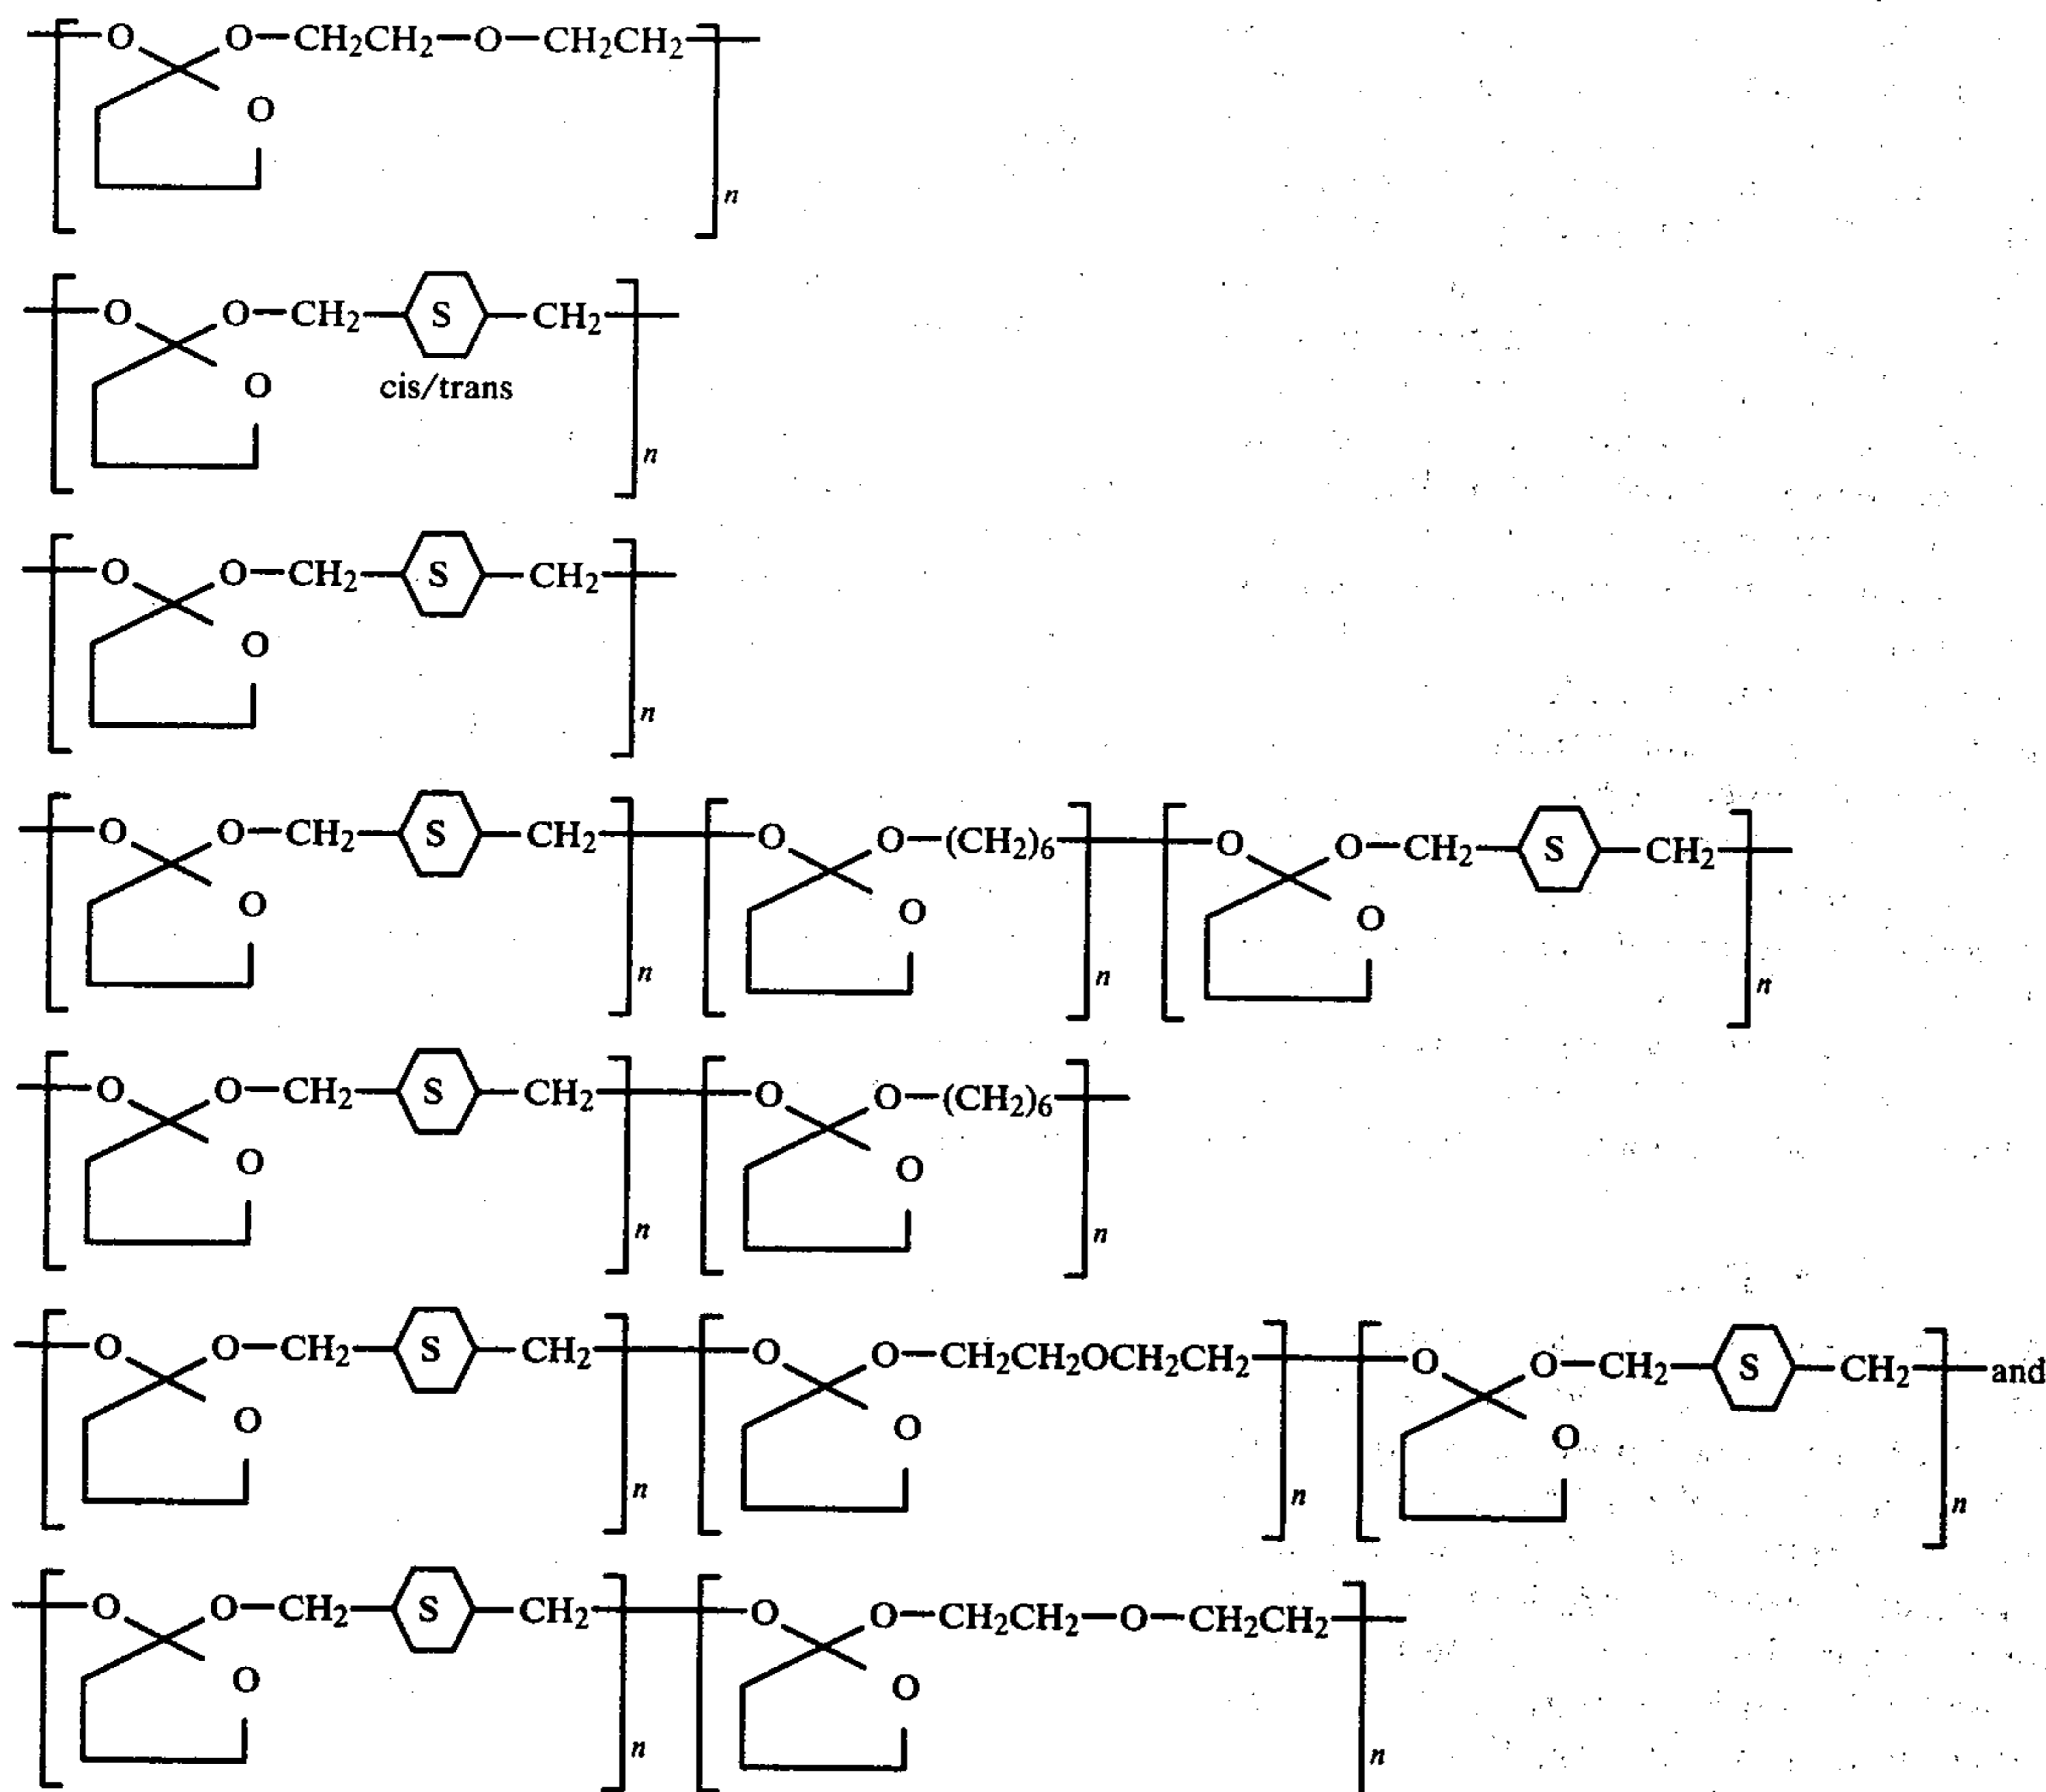 O O—CH2CH2—O—CH2CH2
O
n
O O—CH2—S—CH2
O
cis/trans
n
O O—CH2—S—CH2
O
n
O O—CH2—S—CH2 O O—(CH2)6 O O—CH2—S—CH2
O O O
n n n
O O—CH2—S—CH2 O O—(CH2)6
O O
n n
O O—CH2—S—CH2 O O—CH2CH2OCH2CH2 O O—CH2—S—CH2 and
O O O
n n n
O O—CH2—S—CH2 O O—CH2CH2—O—CH2CH2
O O
n n